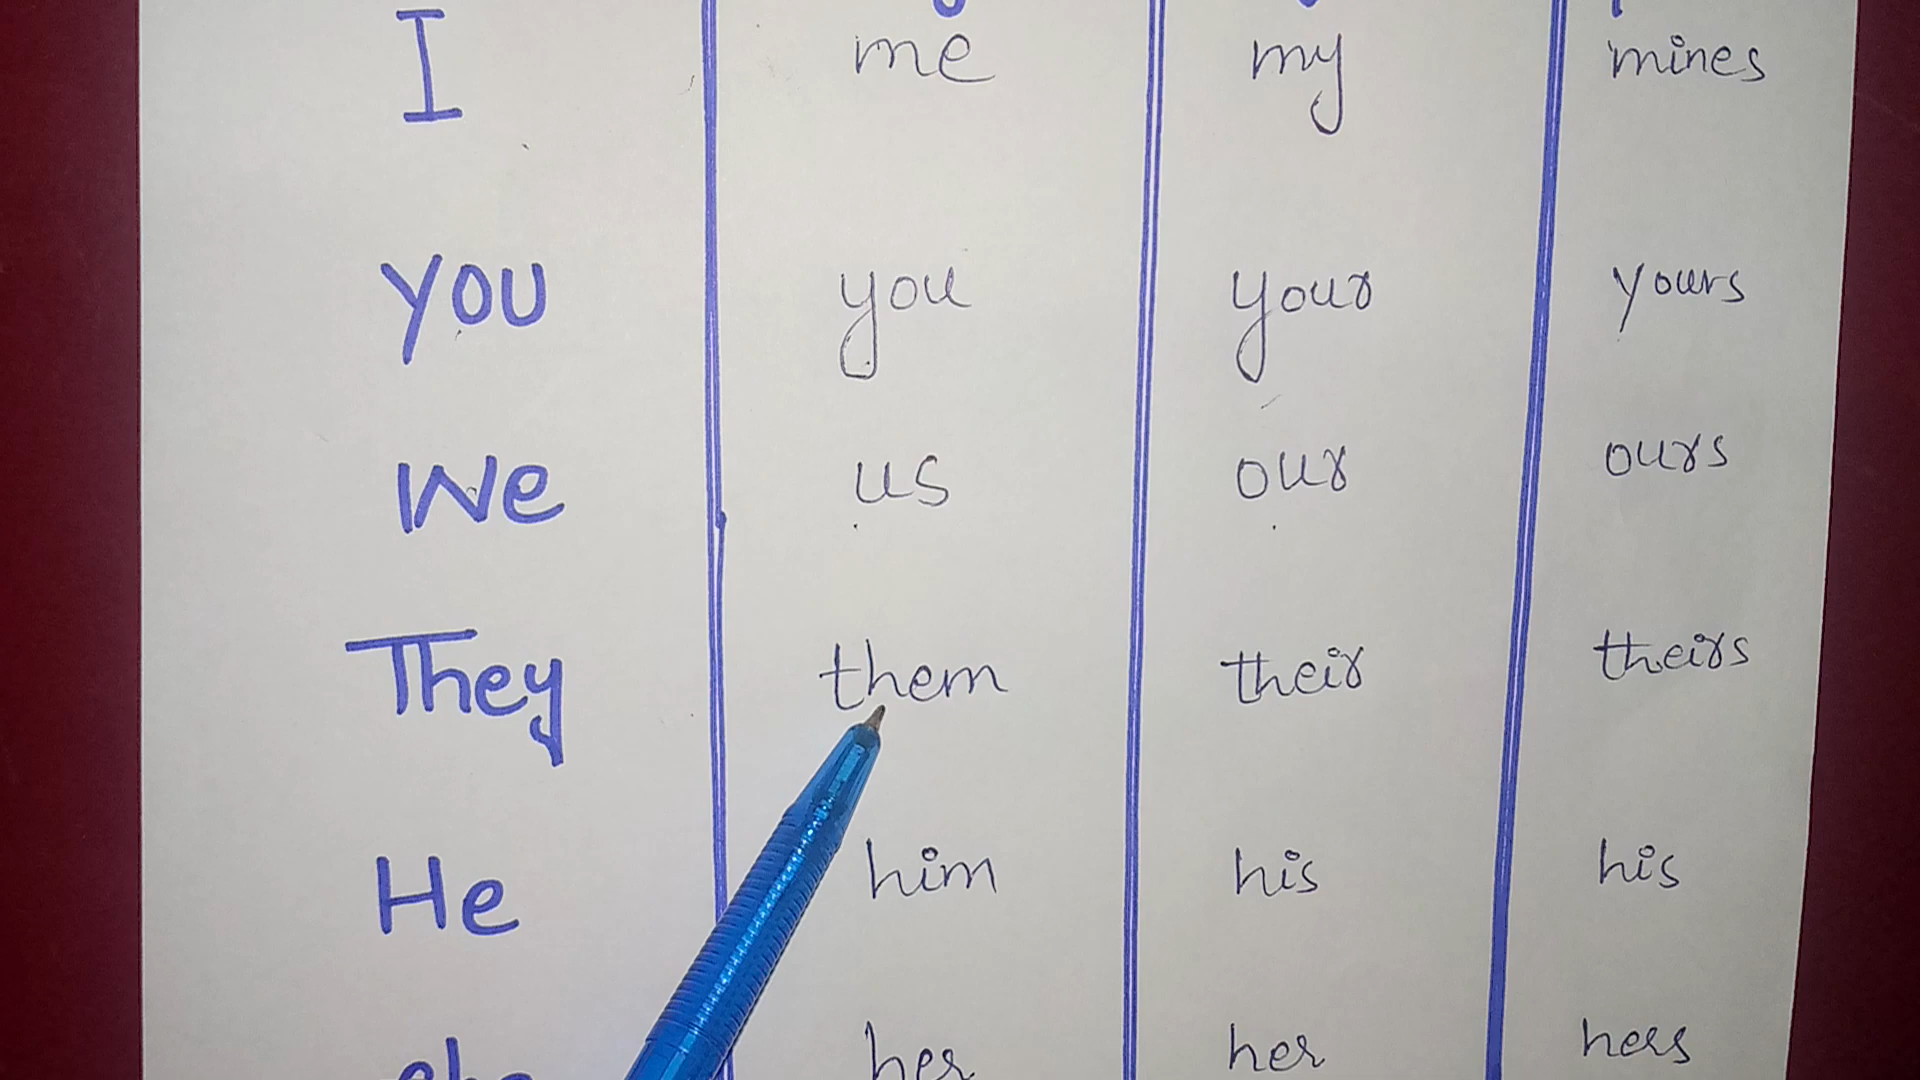 I me my mines
you you your yours
We us our ours
They them their theirs
He him his his
she her her hers